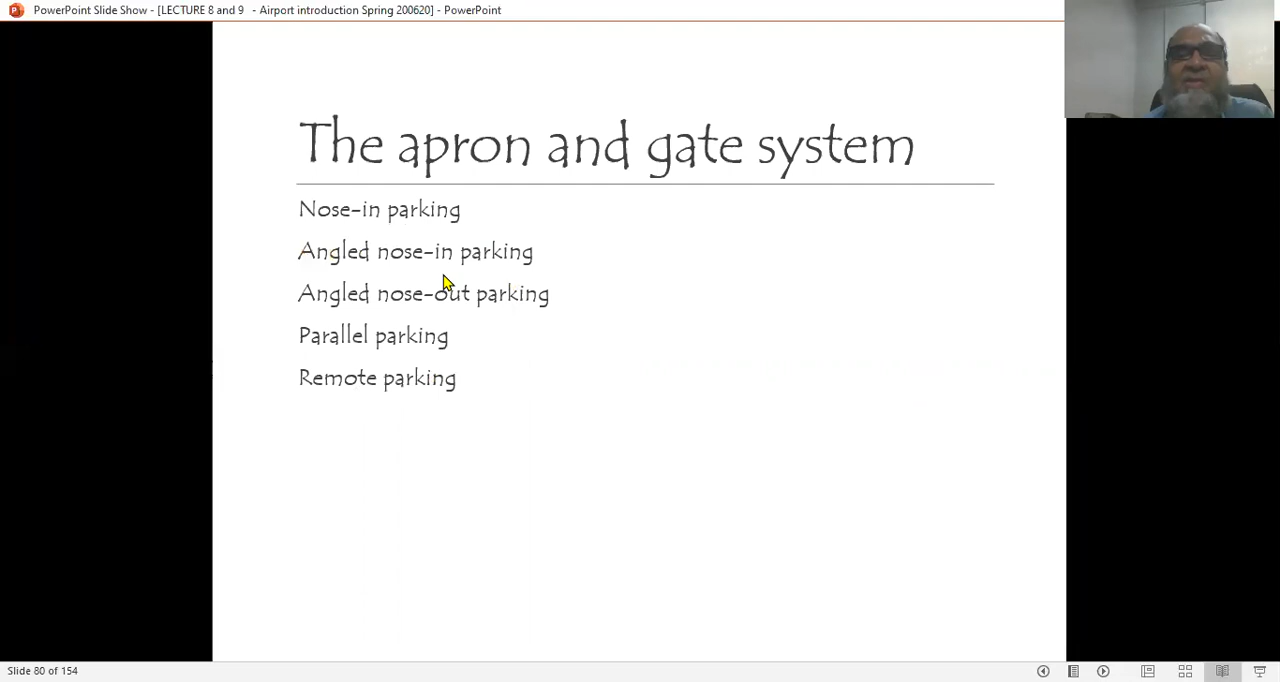 PowerPoint Slide Show - [LECTURE 8 and 9 - Airport introduction Spring 200620] - PowerPoint
The apron and gate system
Nose-in parking
Angled nose-in parking
Angled nose-out parking
Parallel parking
Remote parking
Slide 80 of 154